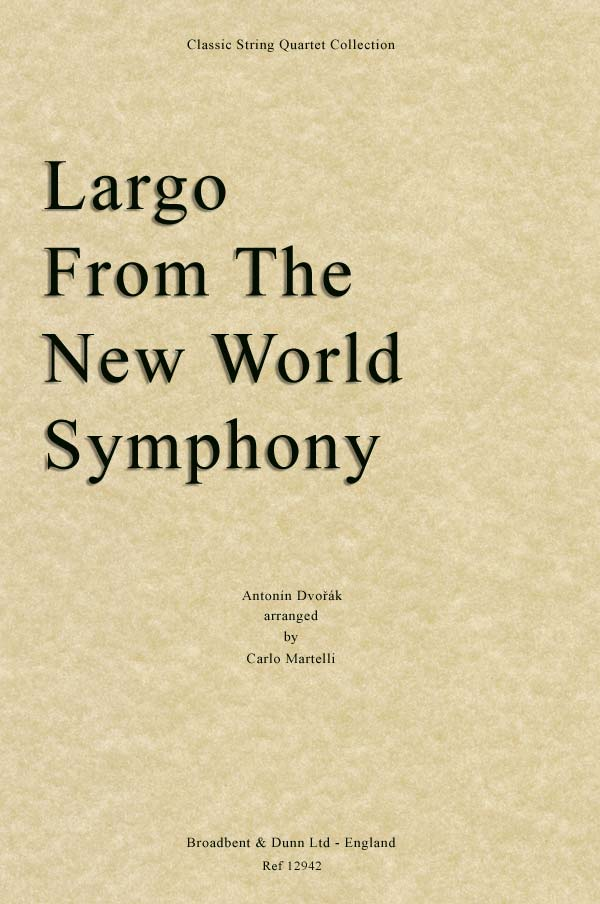 Classic String Quartet Collection
Largo
From The
New World
Symphony
Antonín Dvořák
arranged
by
Carlo Martelli
Broadbent & Dunn Ltd - England
Ref 12942